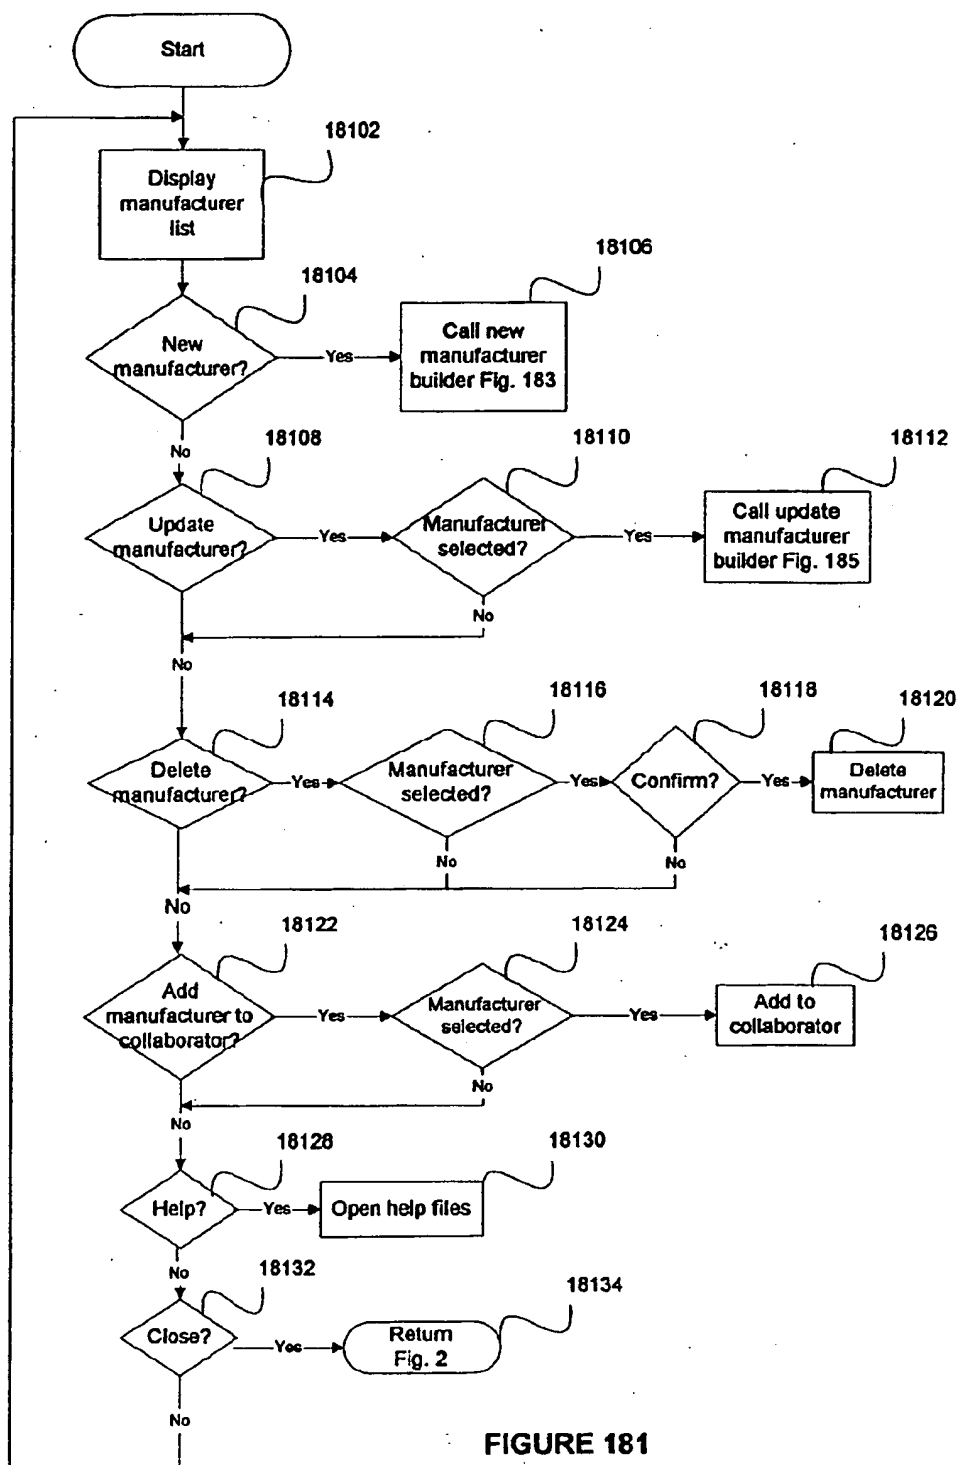 Start
18102
Display
manufacturer
list
18104
New
manufacturer?
Yes
18106
Call new
manufacturer
builder Fig. 183
No
18108
Update
manufacturer?
Yes
18110
Manufacturer
selected?
Yes
18112
Call update
manufacturer
builder Fig. 185
No
No
18114
Delete
manufacturer?
Yes
18116
Manufacturer
selected?
Yes
18118
Confirm?
Yes
18120
Delete
manufacturer
No
No
No
18122
Add
manufacturer to
collaborator?
Yes
18124
Manufacturer
selected?
Yes
18126
Add to
collaborator
No
No
18128
Help?
Yes
18130
Open help files
No
18132
Close?
Yes
18134
Return
Fig. 2
No
FIGURE 181